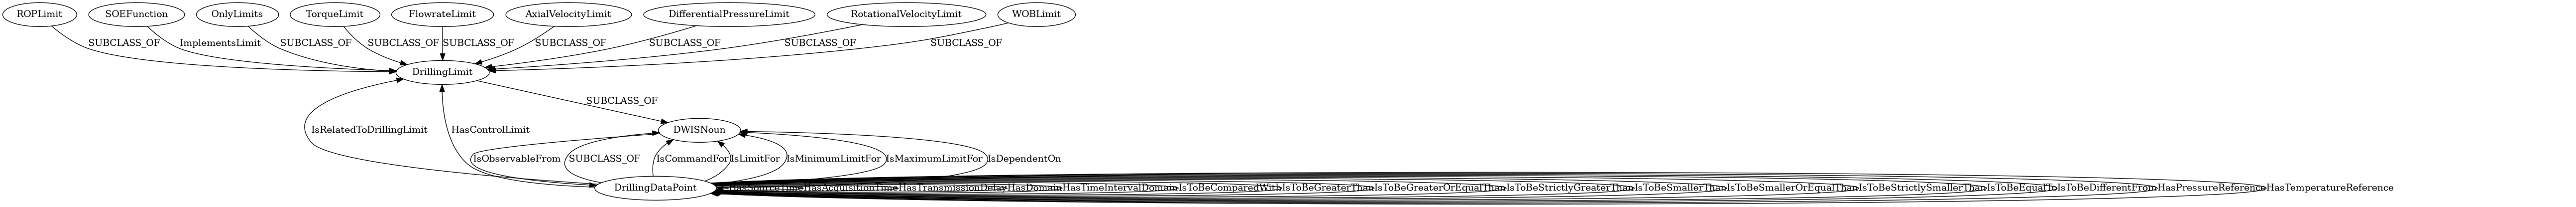 ROPLimit SOEFunction OnlyLimits TorqueLimit FlowrateLimit AxialVelocityLimit DifferentialPressureLimit RotationalVelocityLimit WOBLimit
SUBCLASS_OF ImplementsLimit SUBCLASS_OF SUBCLASS_OF SUBCLASS_OF SUBCLASS_OF SUBCLASS_OF SUBCLASS_OF SUBCLASS_OF
DrillingLimit
SUBCLASS_OF
IsRelatedToDrillingLimit HasControlLimit DWISNoun
IsObservableFrom SUBCLASS_OF IsCommandFor IsLimitFor IsMinimumLimitFor IsMaximumLimitFor IsDependentOn
DrillingDataPoint HasSourceTime HasAcquisitionTime HasTransmissionDelay HasDomain HasTimeIntervalDomain IsToBeComparedWith IsToBeGreaterThan IsToBeGreaterOrEqualThan IsToBeStrictlyGreaterThan IsToBeSmallerThan IsToBeSmallerOrEqualThan IsToBeStrictlySmallerThan IsToBeEqualTo IsToBeDifferentFrom HasPressureReference HasTemperatureReference